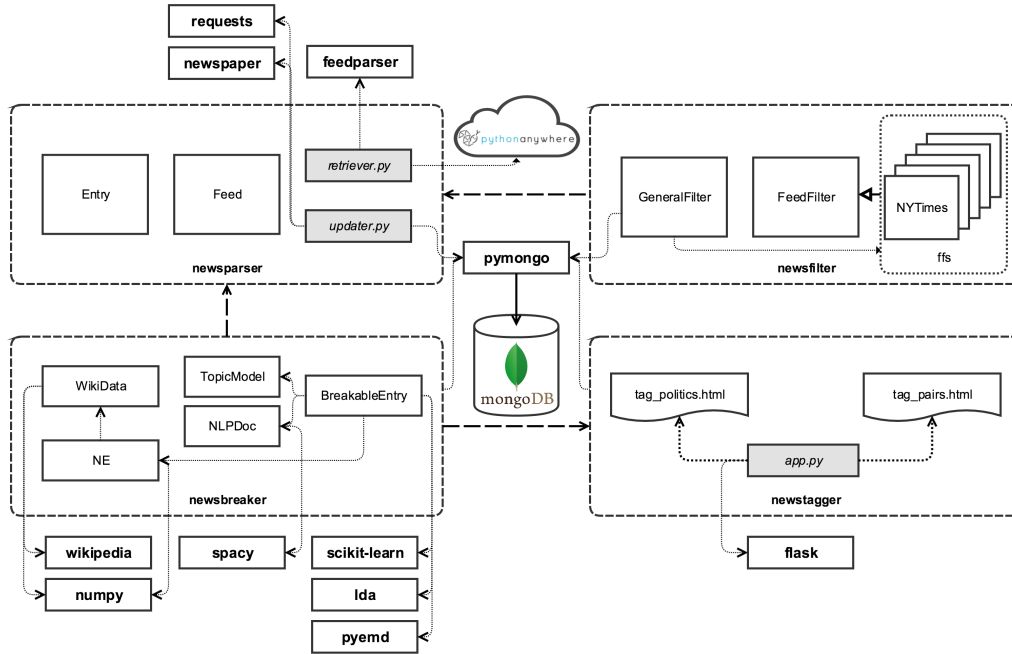 requests
newspaper
feedparser
pythonanywhere
Entry
Feed
retriever.py
updater.py
newsparser
GeneralFilter
FeedFilter
NYTimes
ffs
newsfilter
pymongo
mongoDB
WikiData
TopicModel
BreakableEntry
NLPDoc
NE
newsbreaker
tag_politics.html
tag_pairs.html
app.py
newstagger
wikipedia
spacy
scikit-learn
flask
numpy
lda
pyemd